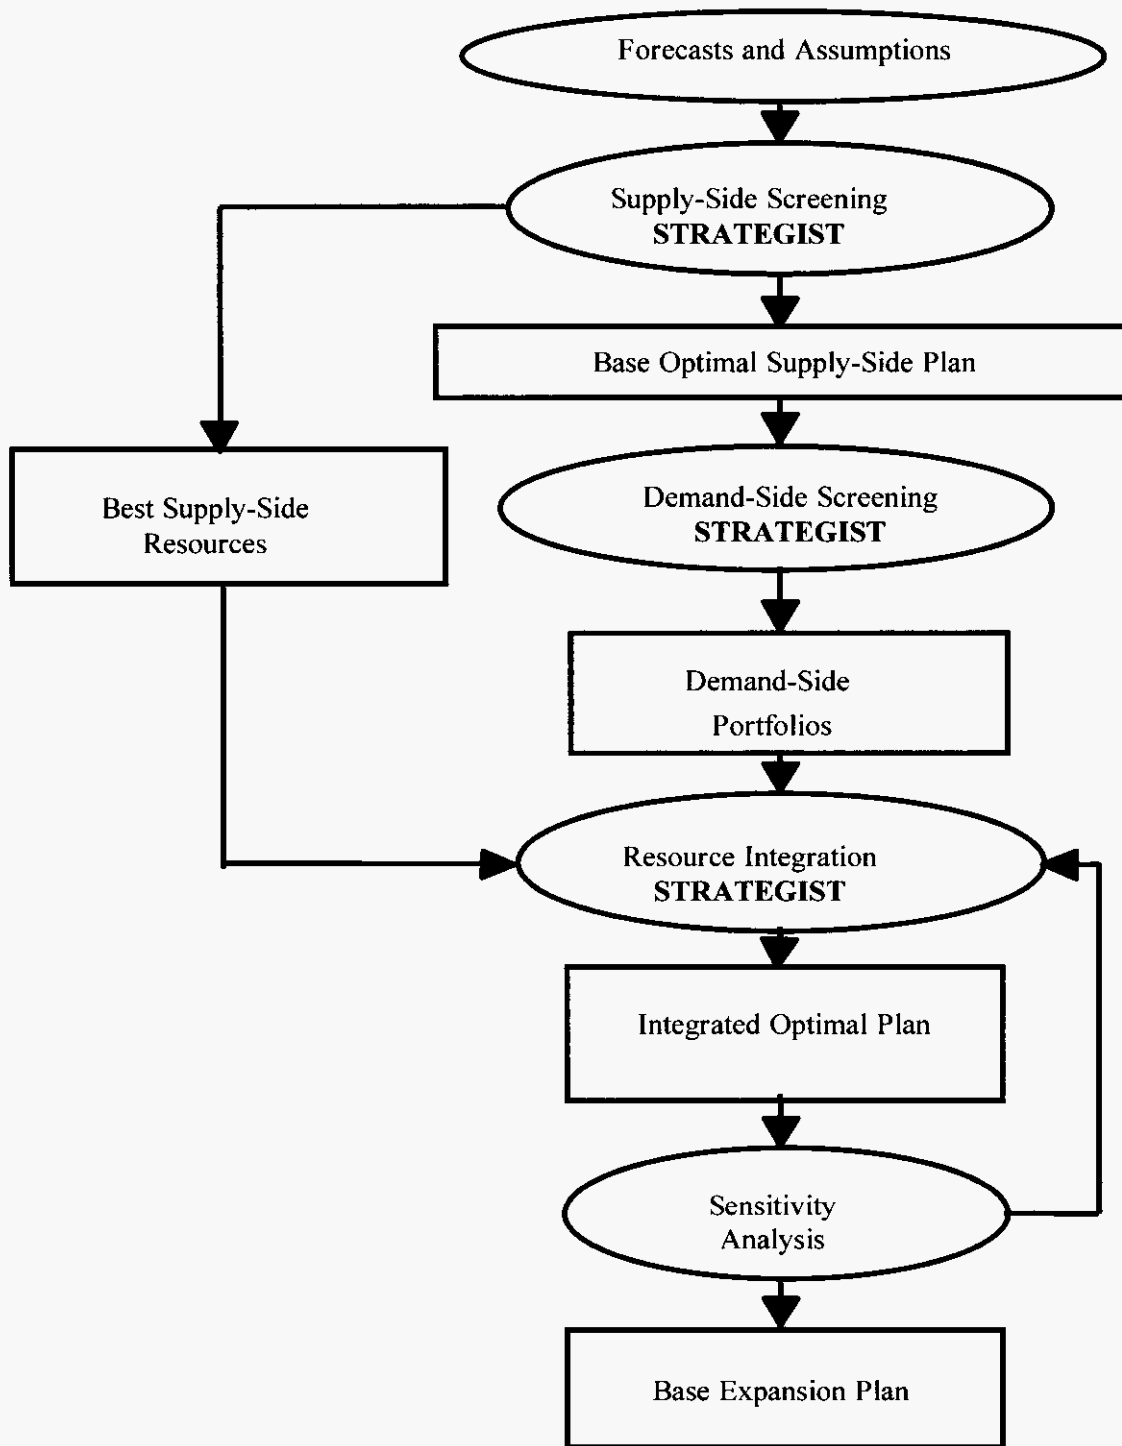 Forecasts and Assumptions
Supply-Side Screening
STRATEGIST
Base Optimal Supply-Side Plan
Best Supply-Side
Resources
Demand-Side Screening
STRATEGIST
Demand-Side
Portfolios
Resource Integration
STRATEGIST
Integrated Optimal Plan
Sensitivity
Analysis
Base Expansion Plan